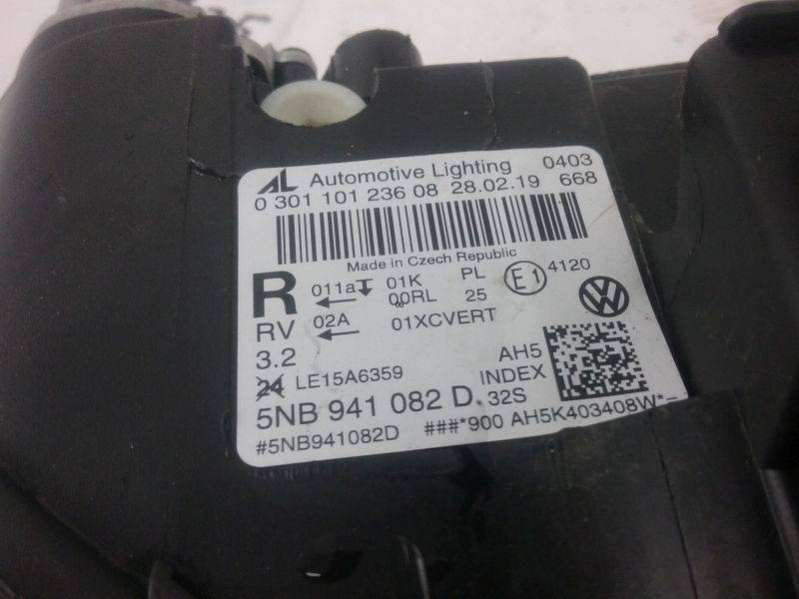 AL Automotive Lighting 0403
0 301 101 236 08 28.02.19 668
Made in Czech Republic
R 011a 01K PL E1 4120
00RL 25
RV 02A 01XCVERT
3.2 AH5
24 LE15A6359 INDEX
5NB 941 082 D. 32S
#5NB941082D ###*900 AH5K403408W*=